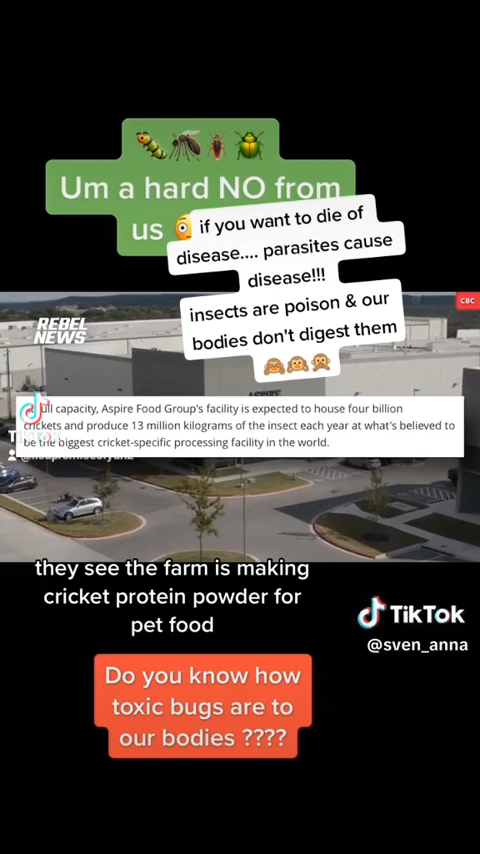 Um a hard NO from
us 😳 if you want to die of
disease.... parasites cause
disease!!!
insects are poison & our
bodies don't digest them
🙈🙈🙊
CBC
REBEL
NEWS
ASPIRE
full capacity, Aspire Food Group's facility is expected to house four billion
crickets and produce 13 million kilograms of the insect each year at what's believed to
be the biggest cricket-specific processing facility in the world.
they see the farm is making
cricket protein powder for
pet food
TikTok
@sven_anna
Do you know how
toxic bugs are to
our bodies ????